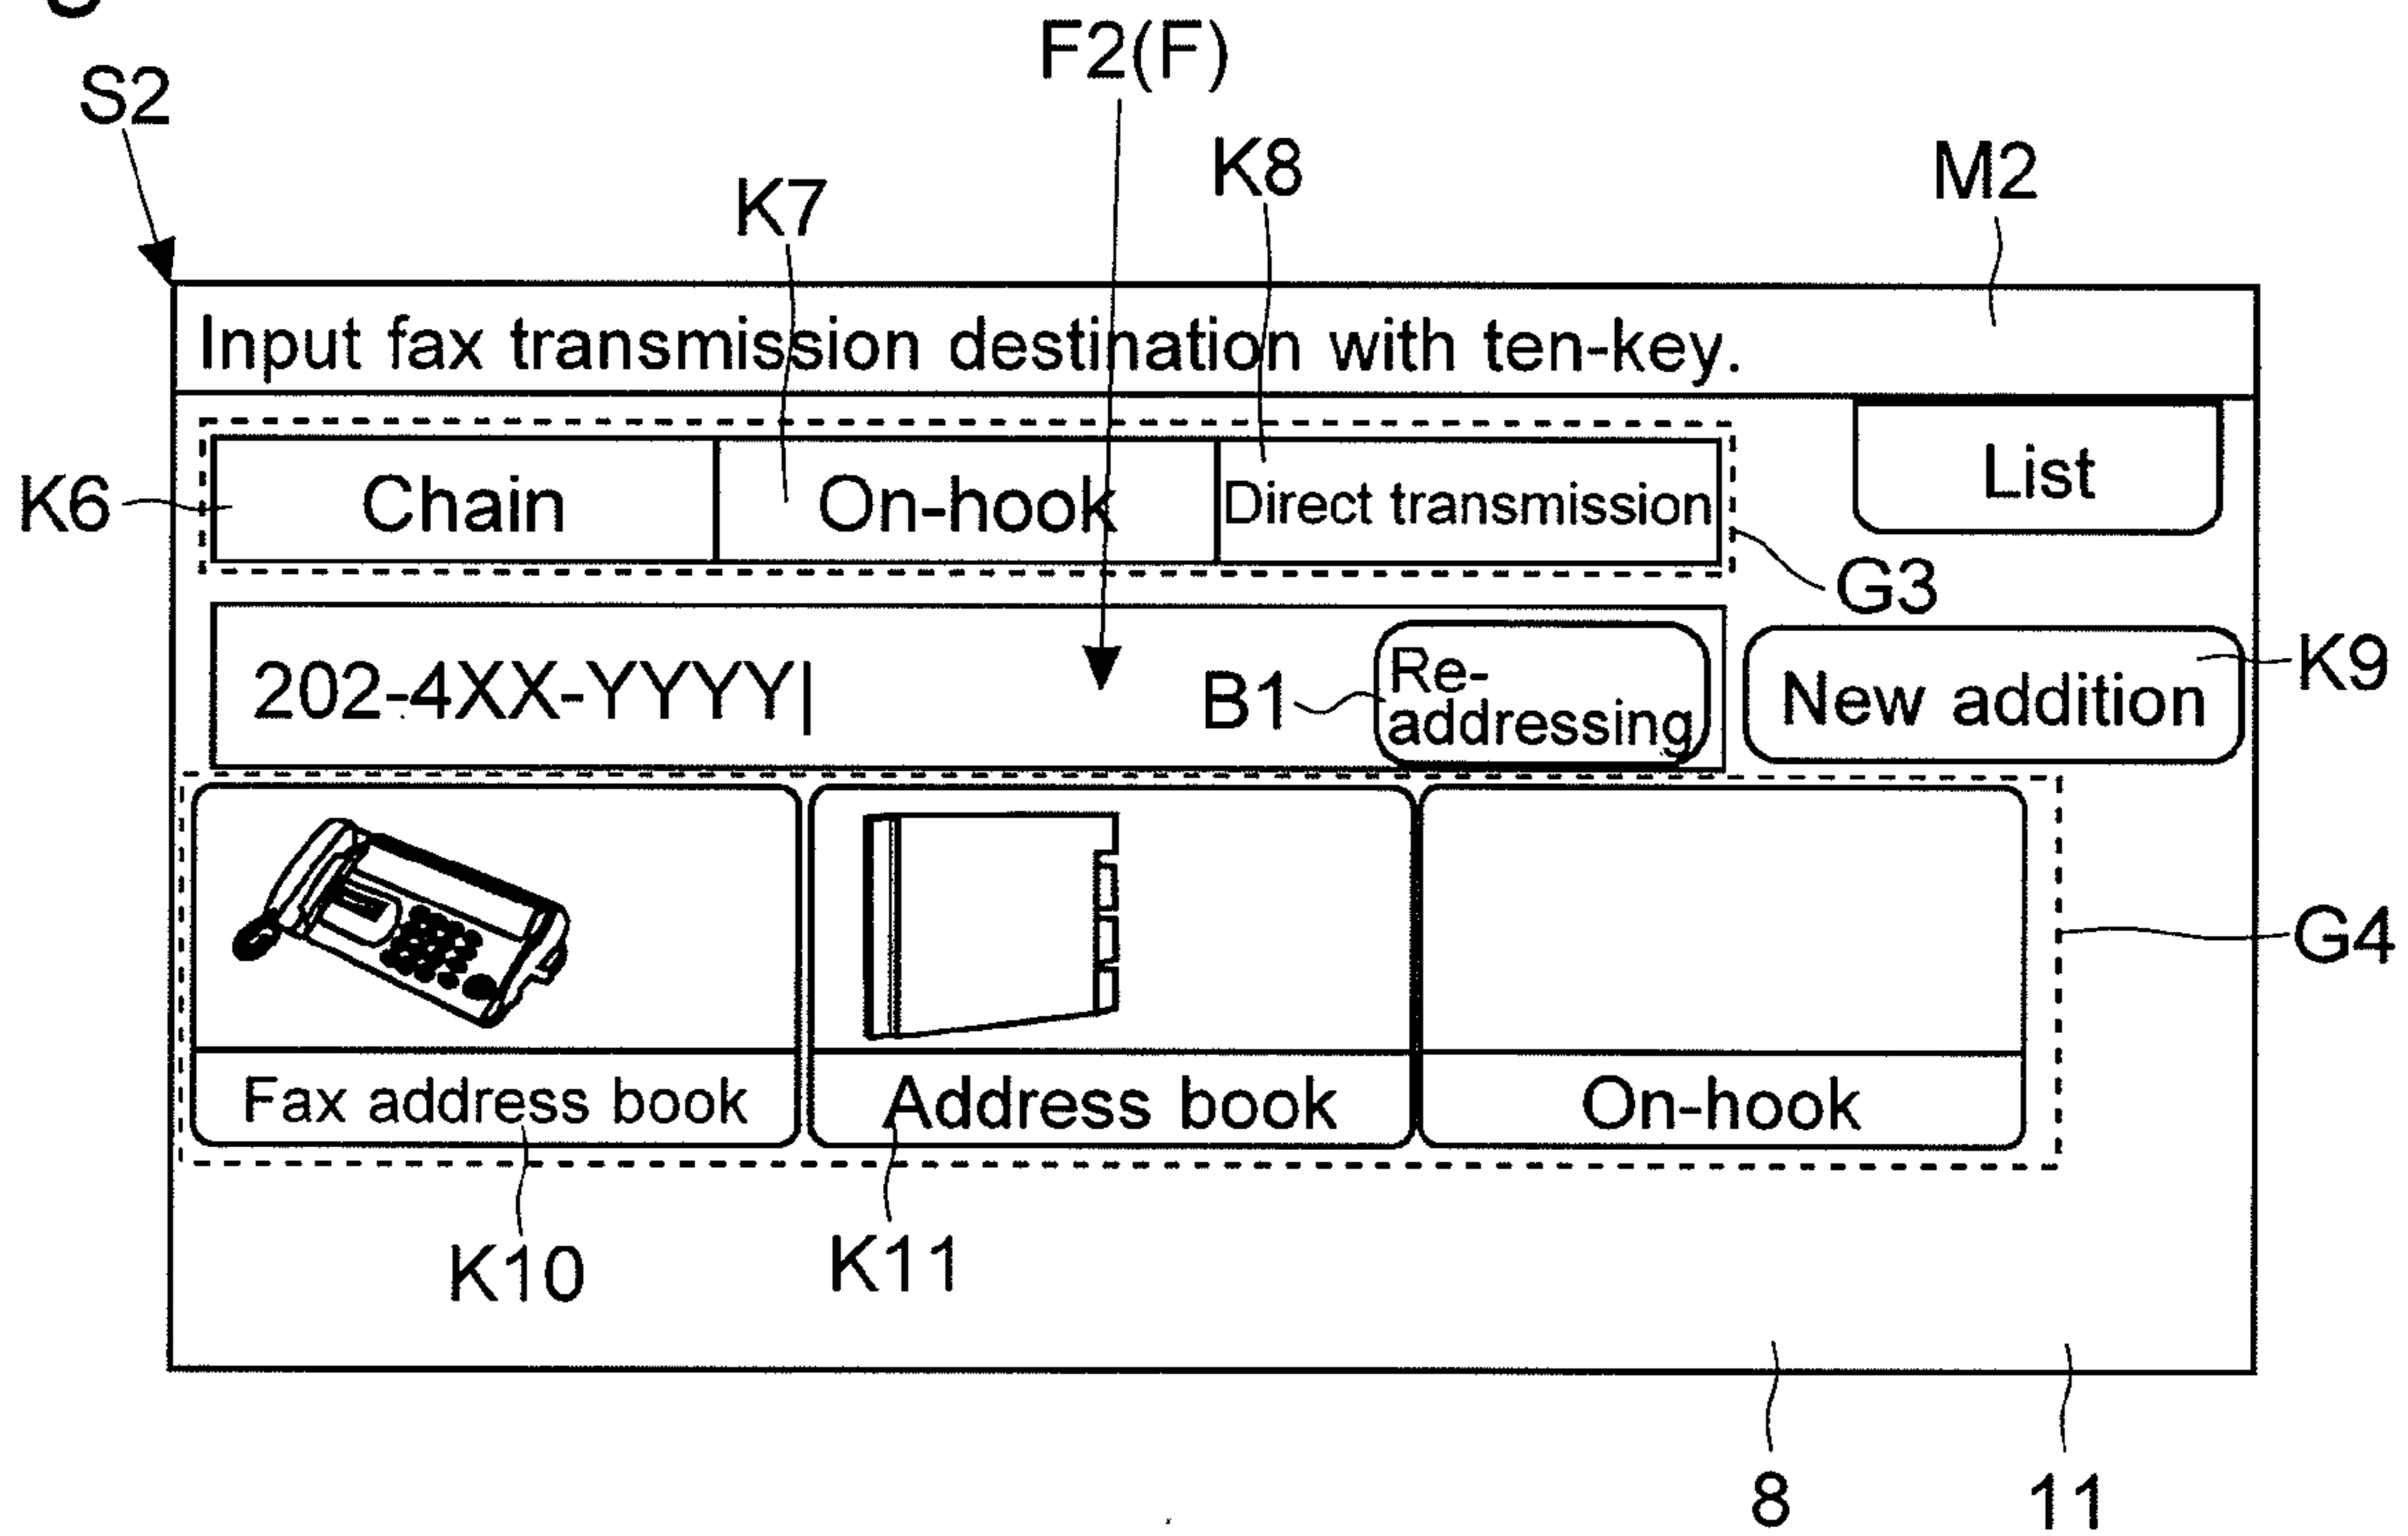 S2
F2(F)
K7
K8
M2
Input fax transmission destination with ten-key.
K6
Chain
On-hook
Direct transmission
List
G3
202-4XX-YYYY|
B1
Re-
addressing
New addition
K9
G4
Fax address book
Address book
On-hook
K10
K11
8
11